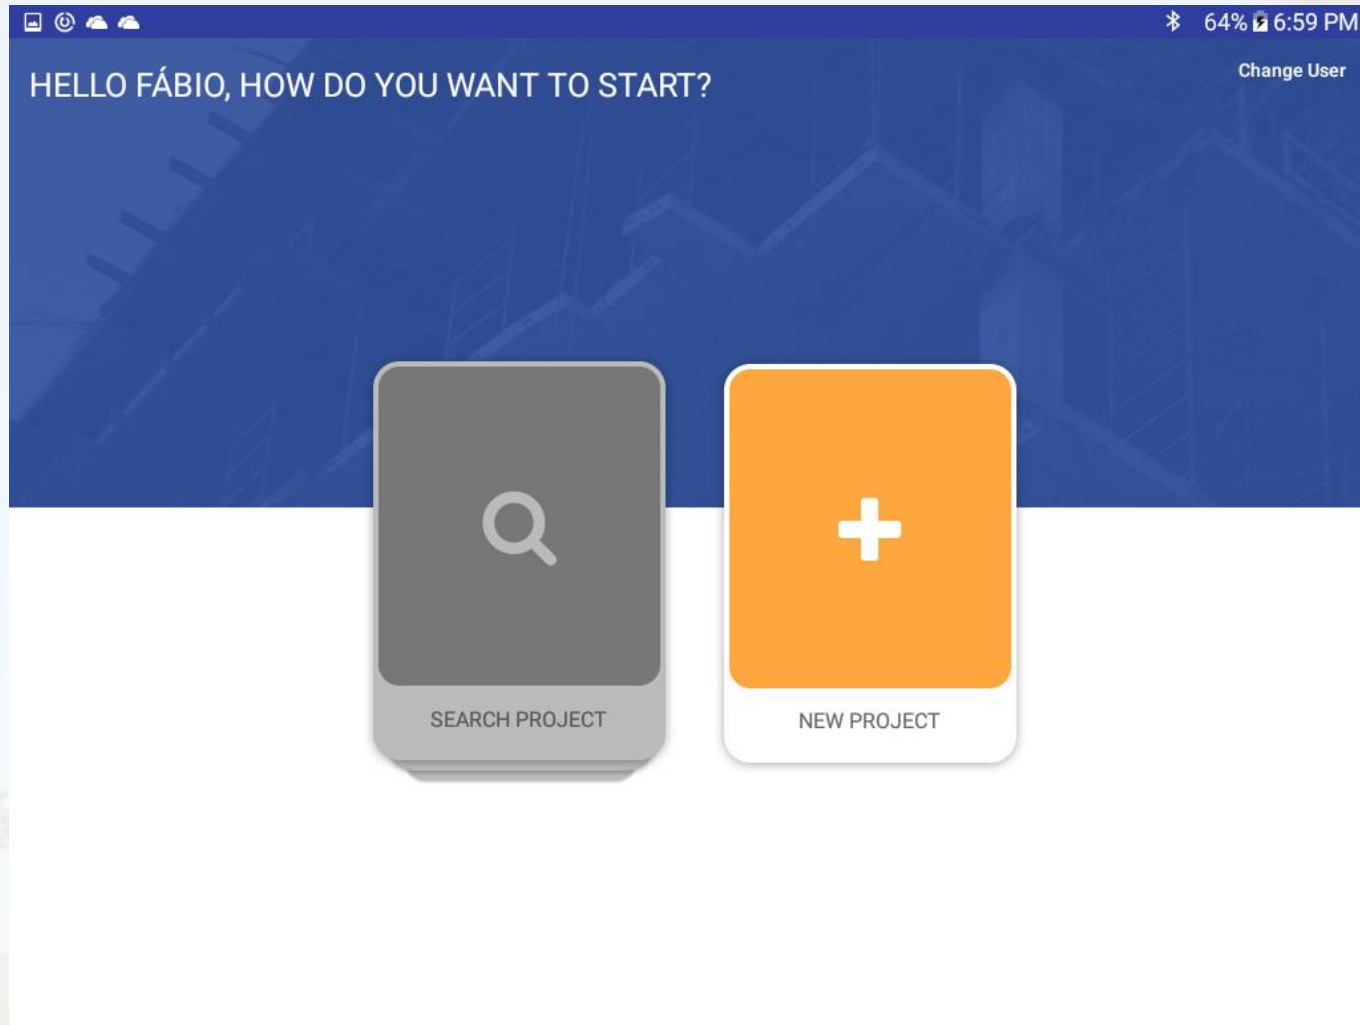 64% 6:59 PM
HELLO FÁBIO, HOW DO YOU WANT TO START?
Change User
SEARCH PROJECT
NEW PROJECT